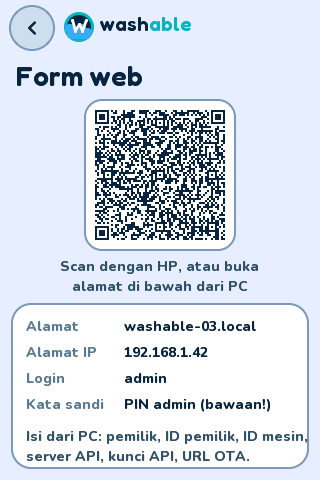 washable
Form web
Scan dengan HP, atau buka
alamat di bawah dari PC
Alamat washable-03.local
Alamat IP 192.168.1.42
Login admin
Kata sandi PIN admin (bawaan!)
Isi dari PC: pemilik, ID pemilik, ID mesin,
server API, kunci API, URL OTA.